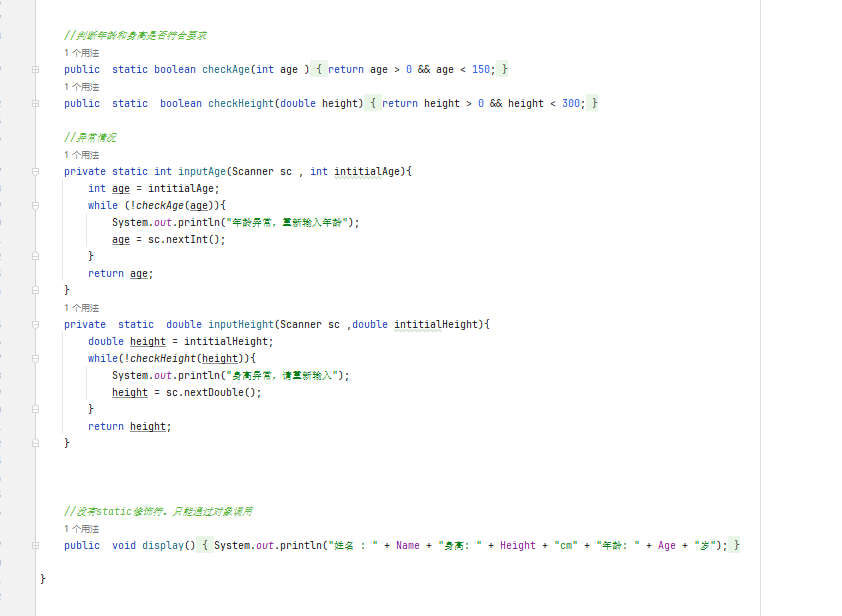 //判断年龄和身高是否符合要求
1 个用法
public  static boolean checkAge(int age ) { return age > 0 && age < 150; }
1 个用法
public  static  boolean checkHeight(double height) { return height > 0 && height < 300; }
//异常情况
1 个用法
private static int inputAge(Scanner sc , int intitialAge){
int age = intitialAge;
while (!checkAge(age)){
System.out.println("年龄异常，重新输入年龄");
age = sc.nextInt();
}
return age;
}
1 个用法
private  static  double inputHeight(Scanner sc ,double intitialHeight){
double height = intitialHeight;
while(!checkHeight(height)){
System.out.println("身高异常，请重新输入");
height = sc.nextDouble();
}
return height;
}
//没有static修饰符．只能通过对象调用
1 个用法
public  void display() { System.out.println("姓名 : " + Name + "身高: " + Height + "cm" + "年龄: " + Age + "岁"); }
}